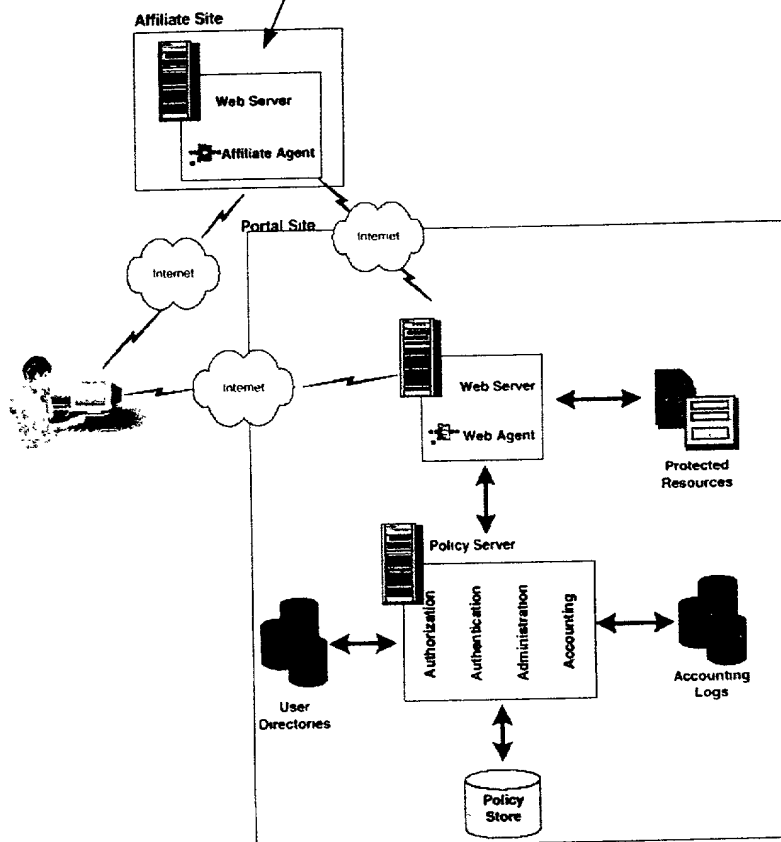 Affiliate Site
Web Server
Affiliate Agent
Portal Site
Internet
Internet
Internet
Web Server
Web Agent
Protected
Resources
Policy Server
Authorization
Authentication
Administration
Accounting
User
Directories
Accounting
Logs
Policy
Store